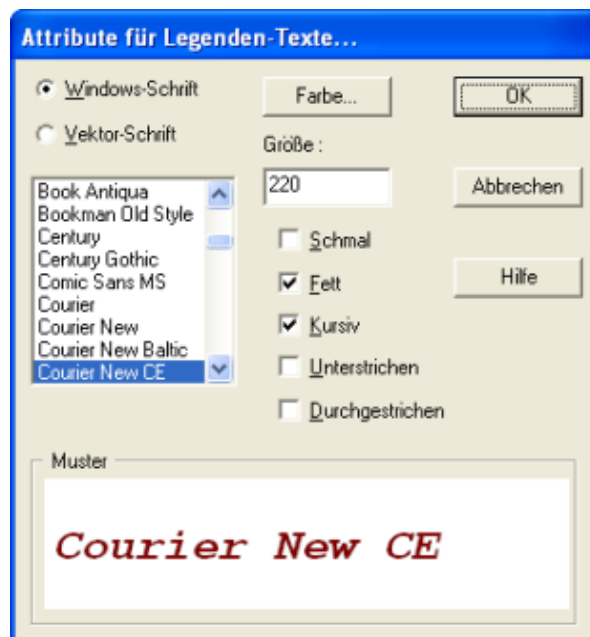 Attribute für Legenden-Texte...
Windows-Schrift
Vektor-Schrift
Farbe...
OK
Größe :
220
Abbrechen
Hilfe
Book Antiqua
Bookman Old Style
Century
Century Gothic
Comic Sans MS
Courier
Courier New
Courier New Baltic
Courier New CE
Schmal
Fett
Kursiv
Unterstrichen
Durchgestrichen
Muster
Courier New CE